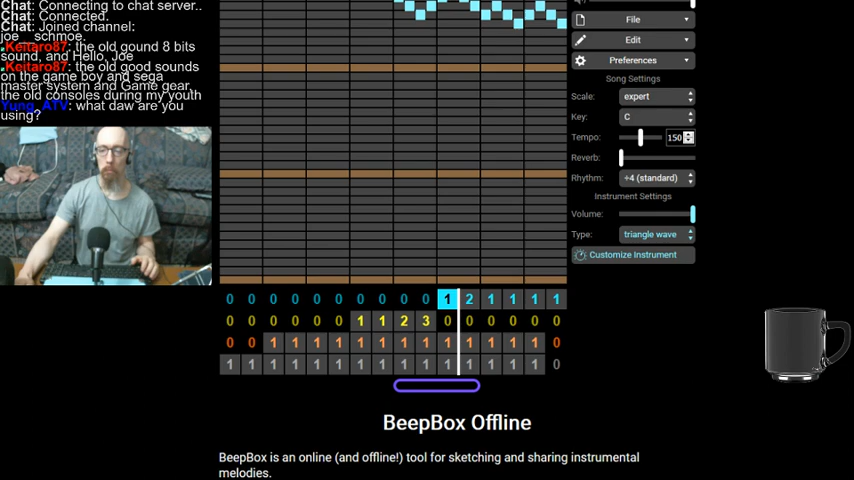 Chat: Connecting to chat server..
Chat: Connected.
Chat: Joined channel:
joe__schmoe.
Keitaro87: the old gound 8 bits
sound, and Hello, Joe
Keitaro87: the old good sounds
on the game boy and sega
master system and Game gear,
the old consoles during my youth
Yung_ATV: what daw are you
using?
File
Edit
Preferences
Song Settings
Scale: expert
Key: C
Tempo: 150
Reverb:
Rhythm: ÷4 (standard)
Instrument Settings
Volume:
Type: triangle wave
Customize Instrument
0 0 0 0 0 0 0 0 0 0 1 2 1 1 1 1
0 0 0 0 0 0 1 1 2 3 0 0 0 0 0 0
0 0 1 1 1 1 1 1 1 1 1 1 1 1 1 0
1 1 1 1 1 1 1 1 1 1 1 1 1 1 1 0
BeepBox Offline
BeepBox is an online (and offline!) tool for sketching and sharing instrumental
melodies.